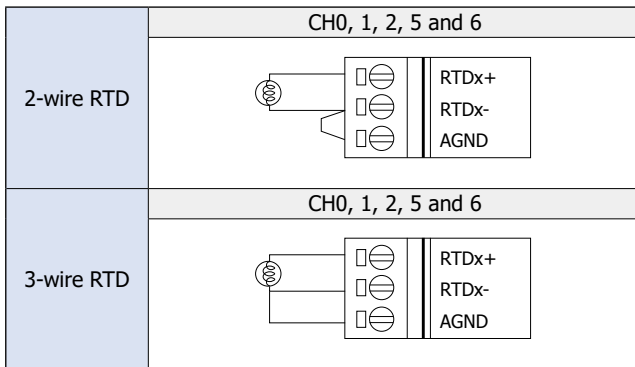 CH0, 1, 2, 5 and 6
2-wire RTD
RTDx+
RTDx-
AGND
CH0, 1, 2, 5 and 6
3-wire RTD
RTDx+
RTDx-
AGND